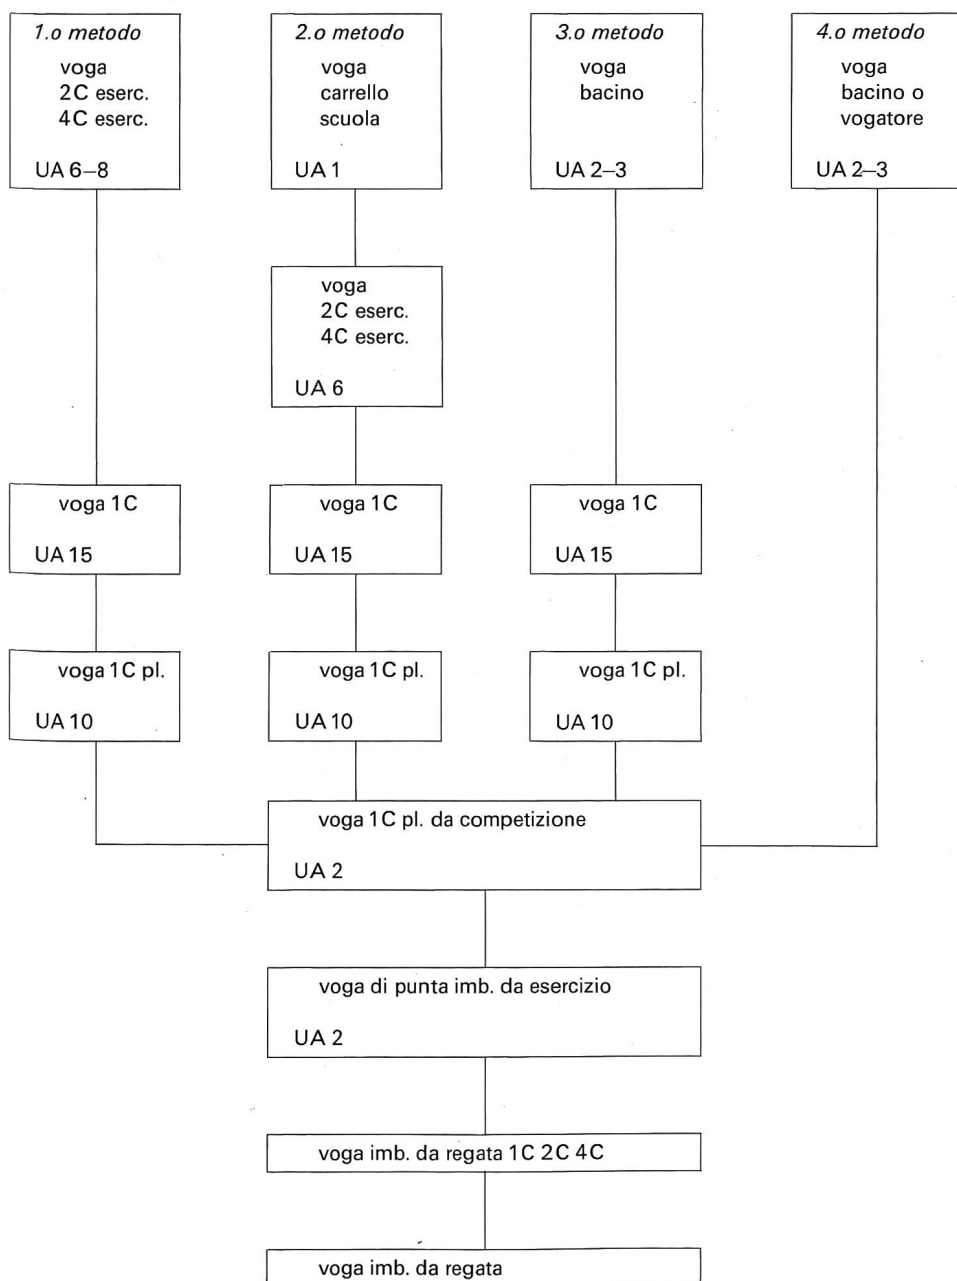 1.o metodo
voga
2C eserc.
4C eserc.
UA 6–8
2.o metodo
voga
carrello
scuola
UA 1
3.o metodo
voga
bacino
UA 2–3
4.o metodo
voga
bacino o
vogatore
UA 2–3
voga
2C eserc.
4C eserc.
UA 6
voga 1C
UA 15
voga 1C
UA 15
voga 1C
UA 15
voga 1C pl.
UA 10
voga 1C pl.
UA 10
voga 1C pl.
UA 10
voga 1C pl. da competizione
UA 2
voga di punta imb. da esercizio
UA 2
voga imb. da regata 1C 2C 4C
voga imb. da regata